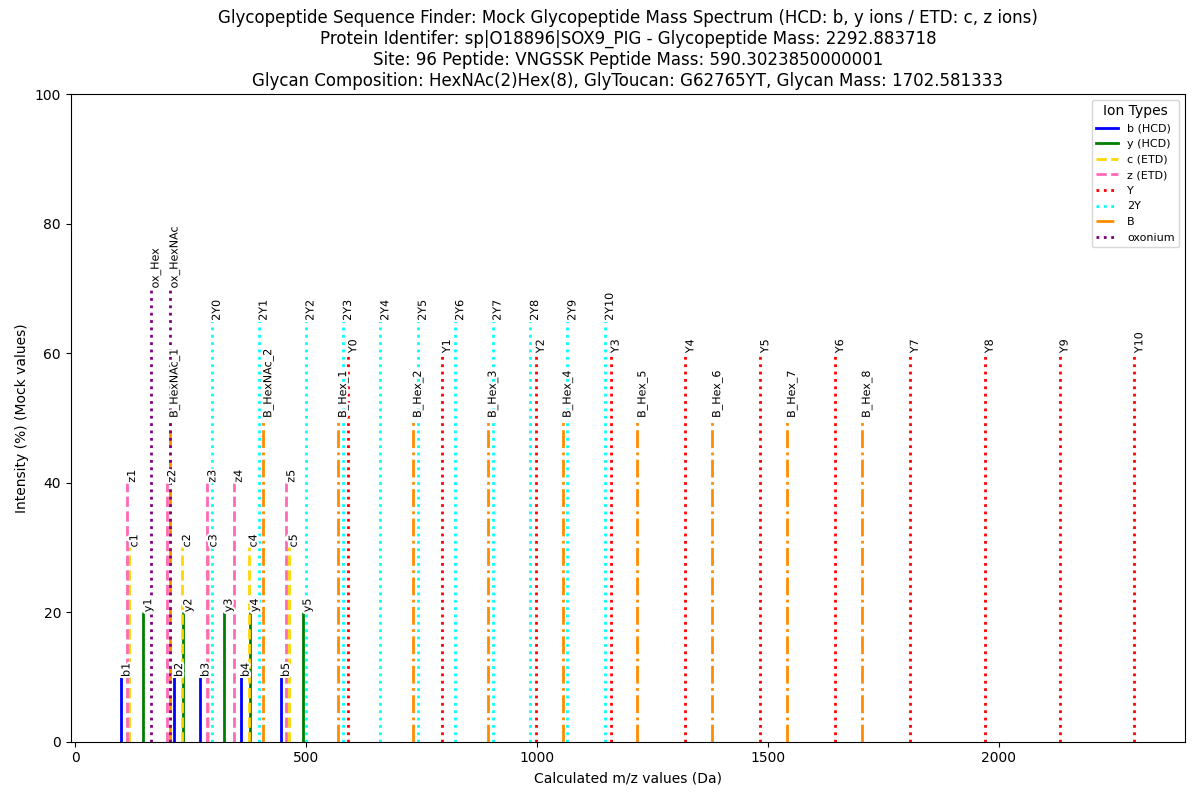 Glycopeptide Sequence Finder: Mock Glycopeptide Mass Spectrum (HCD: b, y ions / ETD: c, z ions)
Protein Identifer: sp|O18896|SOX9_PIG - Glycopeptide Mass: 2292.883718
Site: 96 Peptide: VNGSSK Peptide Mass: 590.3023850000001
Glycan Composition: HexNAc(2)Hex(8), GlyToucan: G62765YT, Glycan Mass: 1702.581333
Intensity (%) (Mock values)
100
80
60
40
20
0
Ion Types
b (HCD)
y (HCD)
c (ETD)
z (ETD)
Y
2Y
B
oxonium
ox_Hex
ox_HexNAc
2Y0
2Y1
2Y2
2Y3
2Y4
2Y5
2Y6
2Y7
2Y8
2Y9
2Y10
Y0
Y1
Y2
Y3
Y4
Y5
Y6
Y7
Y8
Y9
Y10
B_HexNAc_1
B_HexNAc_2
B_Hex_1
B_Hex_2
B_Hex_3
B_Hex_4
B_Hex_5
B_Hex_6
B_Hex_7
B_Hex_8
z1
z2
z3
z4
z5
c1
c2
c3
c4
c5
y1
y2
y3
y4
y5
b1
b2
b3
b4
b5
0
500
1000
1500
2000
Calculated m/z values (Da)